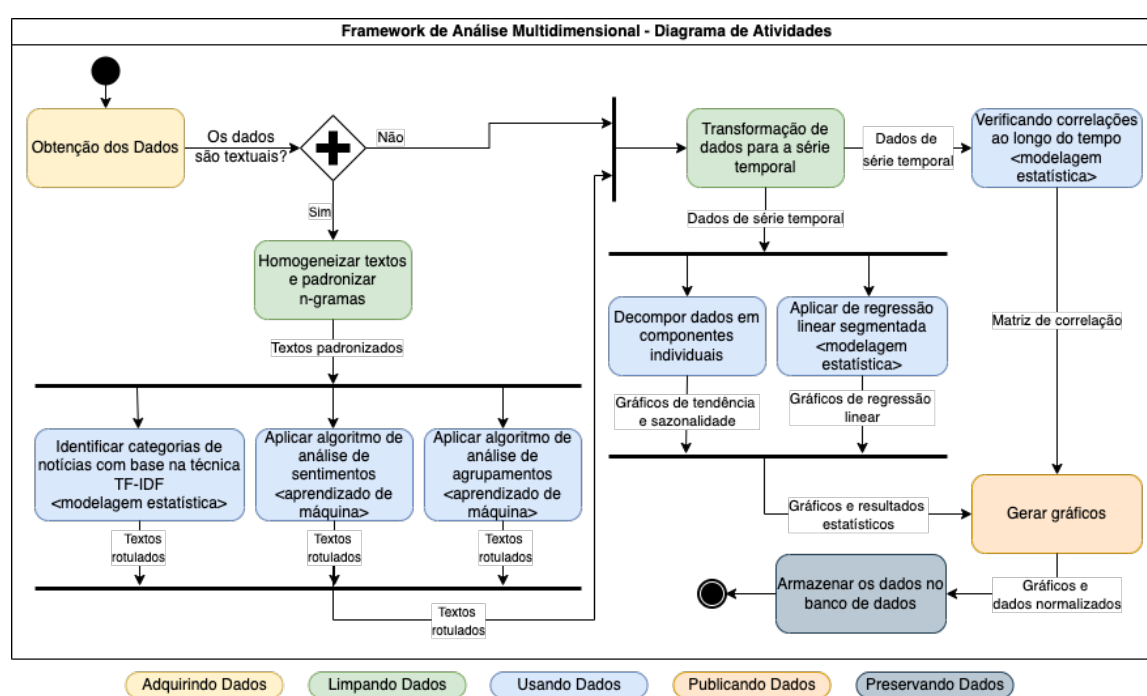 Framework de Análise Multidimensional - Diagrama de Atividades
Obtenção dos Dados
Os dados
são textuais?
Não
Sim
Homogeneizar textos
e padronizar
n-gramas
Textos padronizados
Identificar categorias de
notícias com base na técnica
TF-IDF
<modelagem estatística>
Aplicar algoritmo de
análise de
sentimentos
<aprendizado de
máquina>
Aplicar algoritmo de
análise de
agrupamentos
<aprendizado de
máquina>
Textos
rotulados
Textos
rotulados
Textos
rotulados
Textos
rotulados
Transformação de
dados para a série
temporal
Dados de
série temporal
Verificando correlações
ao longo do tempo
<modelagem
estatística>
Dados de série temporal
Decompor dados em
componentes
individuais
Aplicar de regressão
linear segmentada
<modelagem
estatística>
Matriz de correlação
Gráficos de tendência
e sazonalidade
Gráficos de regressão
linear
Gráficos e resultados
estatísticos
Gerar gráficos
Gráficos e
dados normalizados
Armazenar os dados no
banco de dados
Adquirindo Dados
Limpando Dados
Usando Dados
Publicando Dados
Preservando Dados